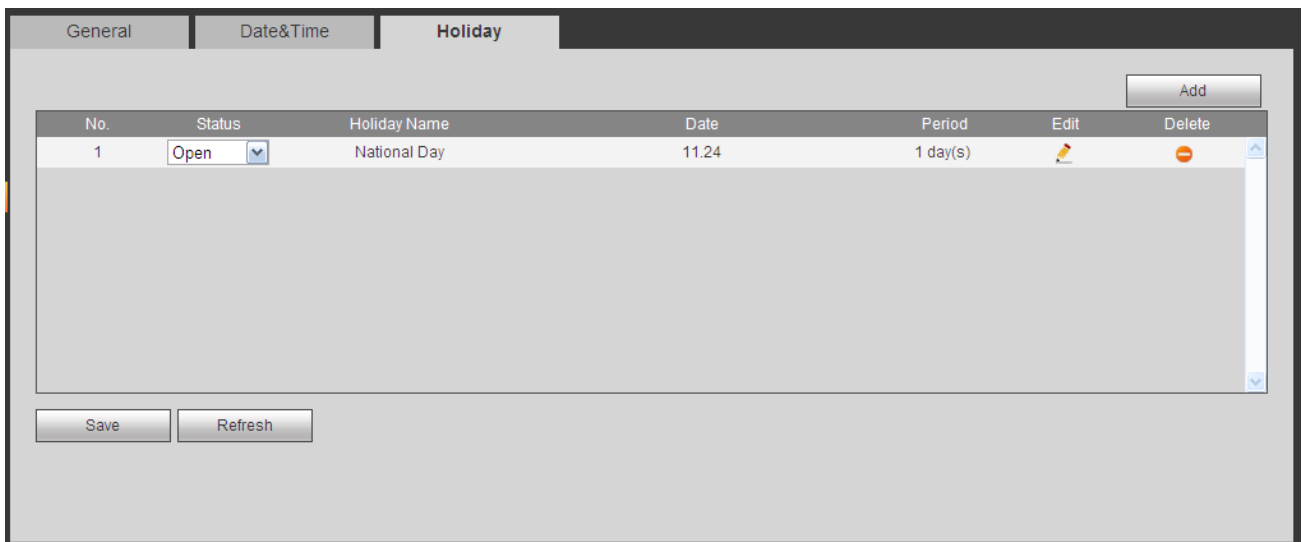 General Date&Time Holiday
Add
No. Status Holiday Name Date Period Edit Delete
1 Open National Day 11.24 1 day(s)
Save Refresh